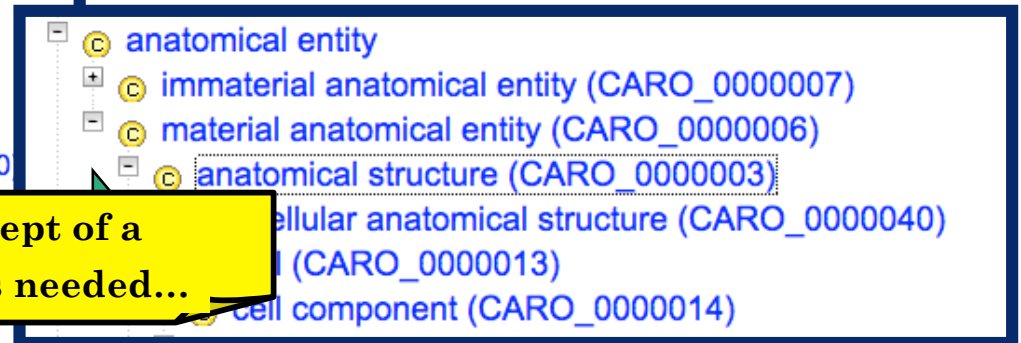 anatomical entity
immaterial anatomical entity (CARO_0000007)
material anatomical entity (CARO_0000006)
anatomical structure (CARO_0000003)
ellular anatomical structure (CARO_0000040)
ept of a
(CARO_0000013)
needed...
cell component (CARO_0000014)